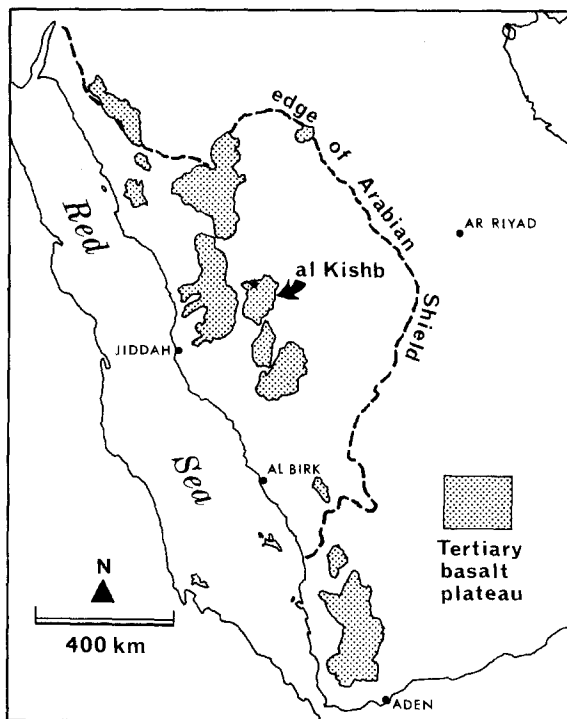 edge of Arabian Shield
Red Sea
AR RIYAD
al Kishb
JIDDAH
AL BIRK
Tertiary
basalt
plateau
N
400 km
ADEN